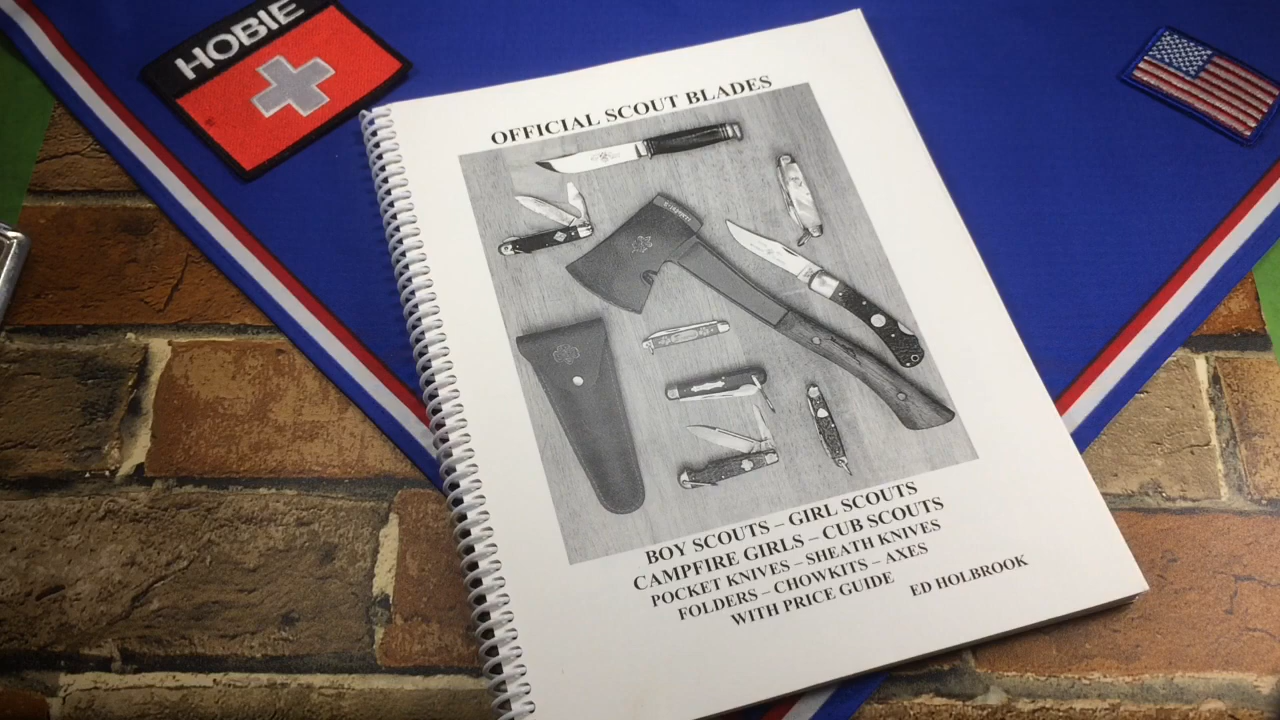 HOBIE
OFFICIAL SCOUT BLADES
BOY SCOUTS – GIRL SCOUTS
CAMPFIRE GIRLS – CUB SCOUTS
POCKET KNIVES – SHEATH KNIVES
FOLDERS – CHOWKITS – AXES
WITH PRICE GUIDE
ED HOLBROOK